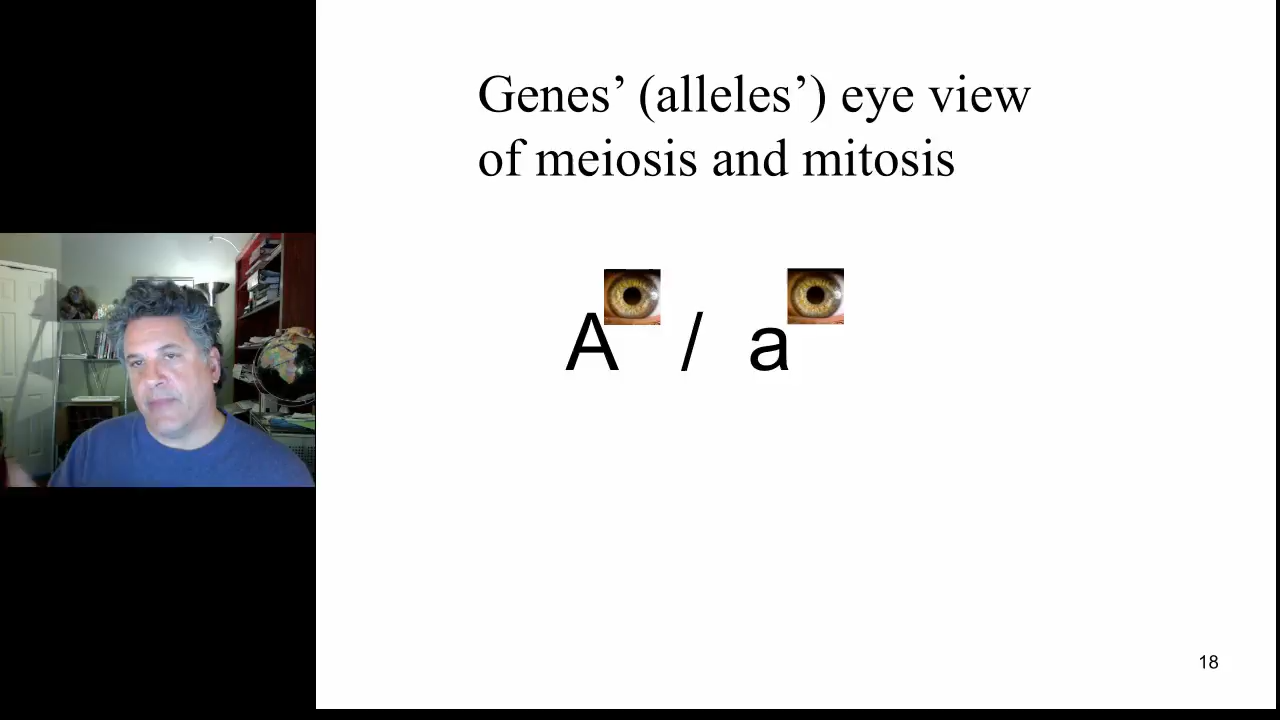 Genes’ (alleles’) eye view
of meiosis and mitosis
A / a
18